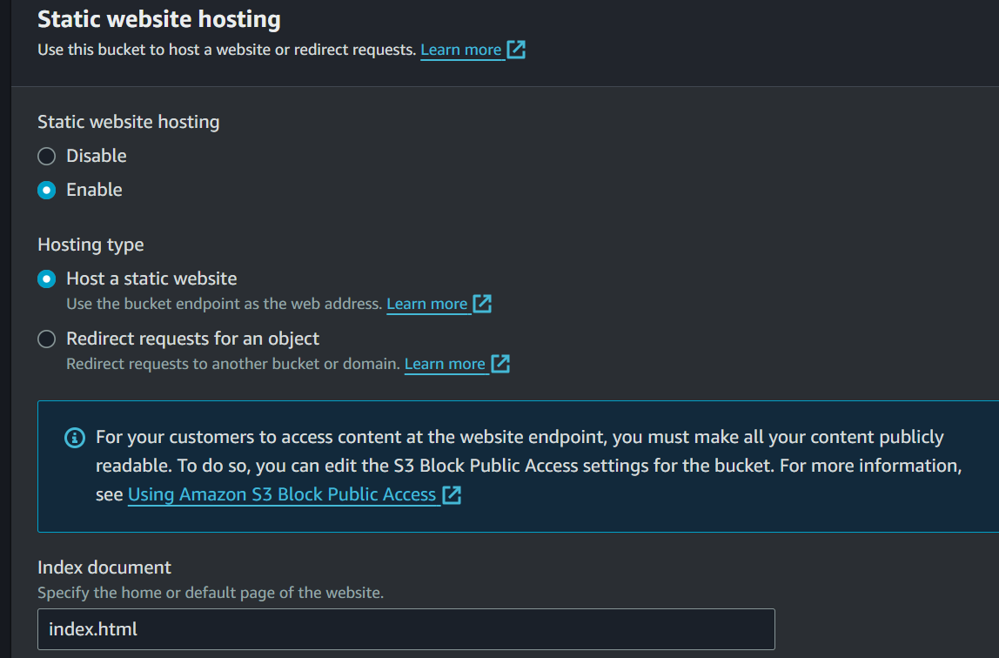 Static website hosting
Use this bucket to host a website or redirect requests. Learn more
Static website hosting
Disable
Enable
Hosting type
Host a static website
Use the bucket endpoint as the web address. Learn more
Redirect requests for an object
Redirect requests to another bucket or domain. Learn more
For your customers to access content at the website endpoint, you must make all your content publicly
readable. To do so, you can edit the S3 Block Public Access settings for the bucket. For more information,
see Using Amazon S3 Block Public Access
Index document
Specify the home or default page of the website.
index.html